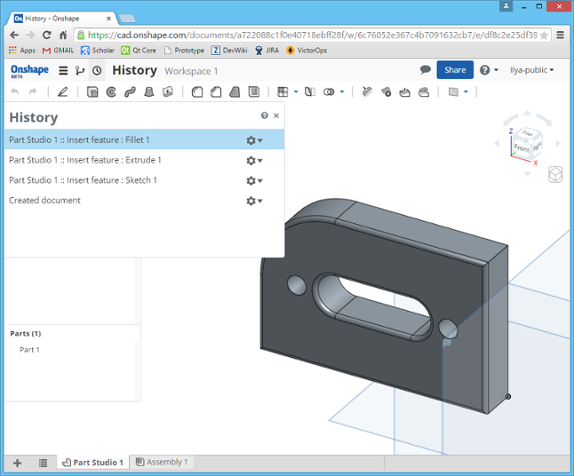 History - Onshape
https://cad.onshape.com/documents/a722088c1f0e40718ebff28f/w/6c76052e367c4b7091632cb7/e/df8c2e25df39
Apps GMAIL Scholar Qt Core Prototype DevWiki JIRA VictorOps
Onshape BETA History Workspace 1 Share Ilya-public
History
Part Studio 1 :: Insert feature : Fillet 1
Part Studio 1 :: Insert feature : Extrude 1
Part Studio 1 :: Insert feature : Sketch 1
Created document
Z
Top
Front
X
Parts (1)
Part 1
Part Studio 1 Assembly 1